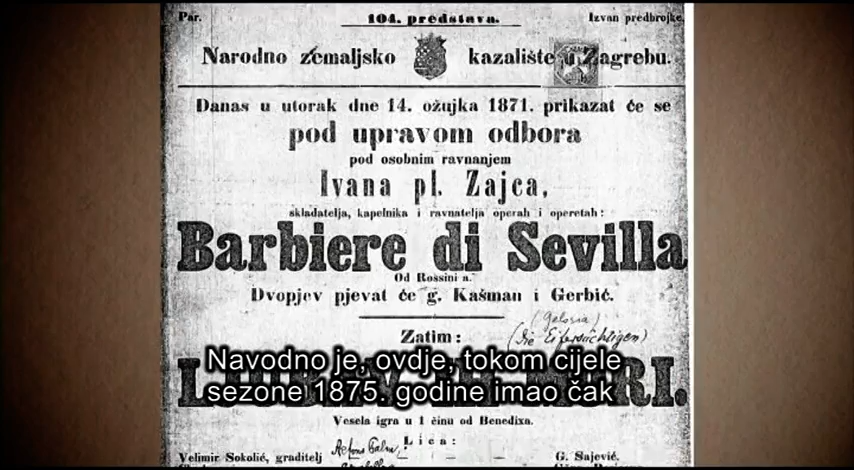 Par.
104. predstava.
Izvan predbrojke.
Narodno zemaljsko kazalište u Zagrebu.
Danas u utorak dne 14. ožujka 1871. prikazat će se
pod upravom odbora
pod osobnim ravnanjem
Ivana pl. Zajca,
skladatelja, kapelnika i ravnatelja operah i operetah:
Barbiere di Sevilla
Od Rossini a.
Dvopjev pjevat će g. Kašman i Gerbić.
Zatim:
(Gelosia)
(die Eifersüchtigen)
Navodno je, ovdje, tokom cijele
sezone 1875. godine imao čak
Vesela igra u 1 činu od Benedixa.
Lica:
Velimir Sokolić, graditelj
G. Sajević.